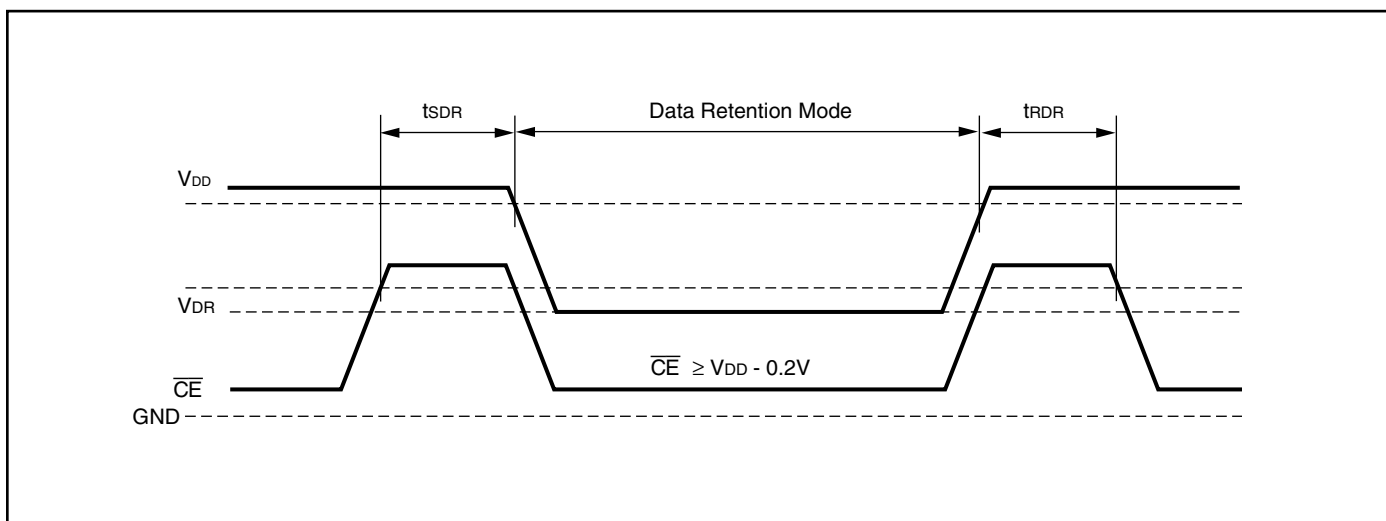 tSDR Data Retention Mode tRDR
VDD
VDR
CE ≥ VDD - 0.2V
CE
GND